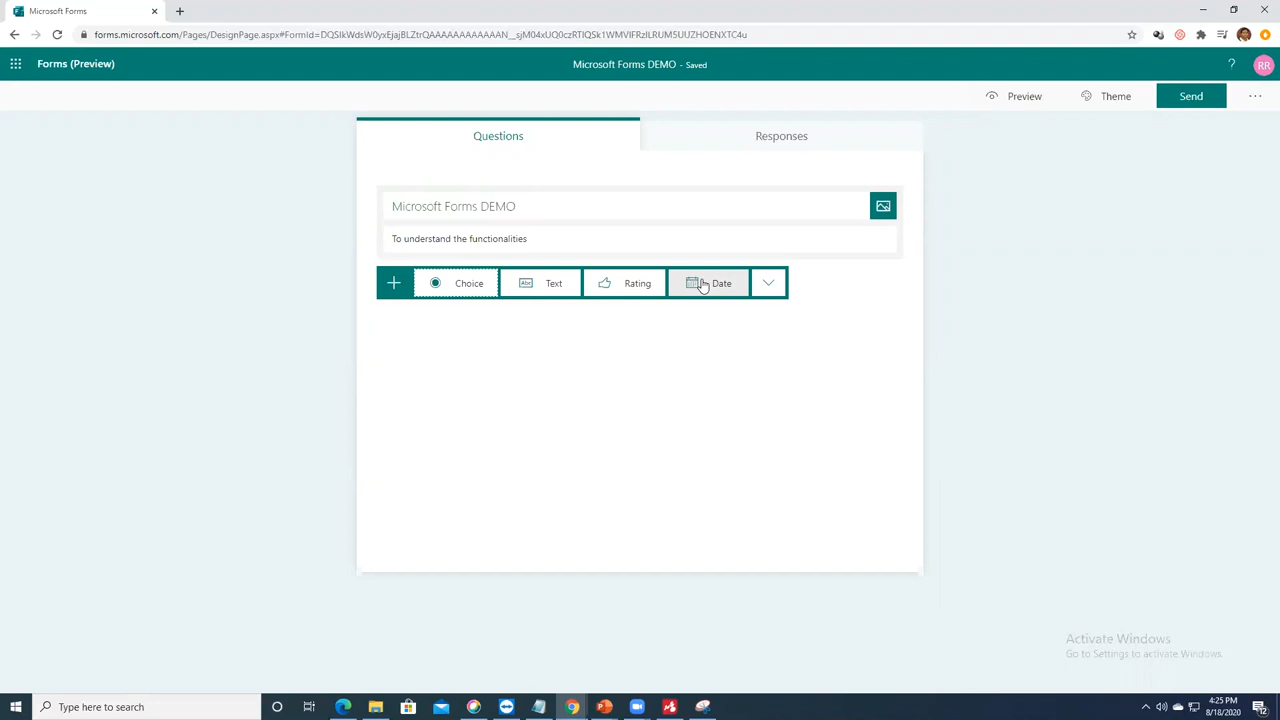 Microsoft Forms
forms.microsoft.com/Pages/DesignPage.aspx#FormId=DQSIkWdsW0yxEjajBLZtrQAAAAAAAAAAAAN__sjM04xUQ0czRTlQSk1WMVlFRzlLRUM5UUZHOENXTC4u
Forms (Preview)
Microsoft Forms DEMO - Saved
?
RR
Preview
Theme
Send
Questions
Responses
Microsoft Forms DEMO
To understand the functionalities
Choice
Abc
Text
Rating
Date
Activate Windows
Go to Settings to activate Windows.
Type here to search
4:25 PM
8/18/2020
12